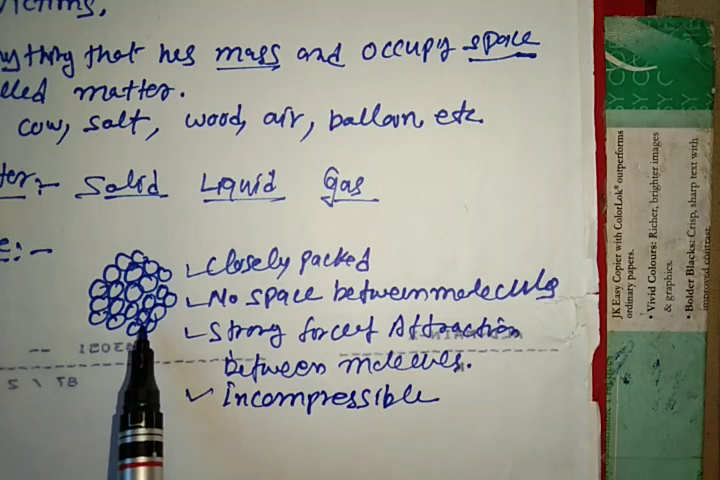 victims,
ything that has mass and occupy space
lled matter.
cow, salt, wood, air, balloon etc.
ter:- Solid Liquid Gas
e:-
✓ Closely packed
✓ No space between molecules
✓ Strong force of Attraction
between molecules.
✓ Incompressible
JK Easy Copier with ColorLok® outperforms
ordinary papers.
• Vivid Colours: Richer, brighter images
& graphics.
• Bolder Blacks: Crisp, sharp text with
improved contrast